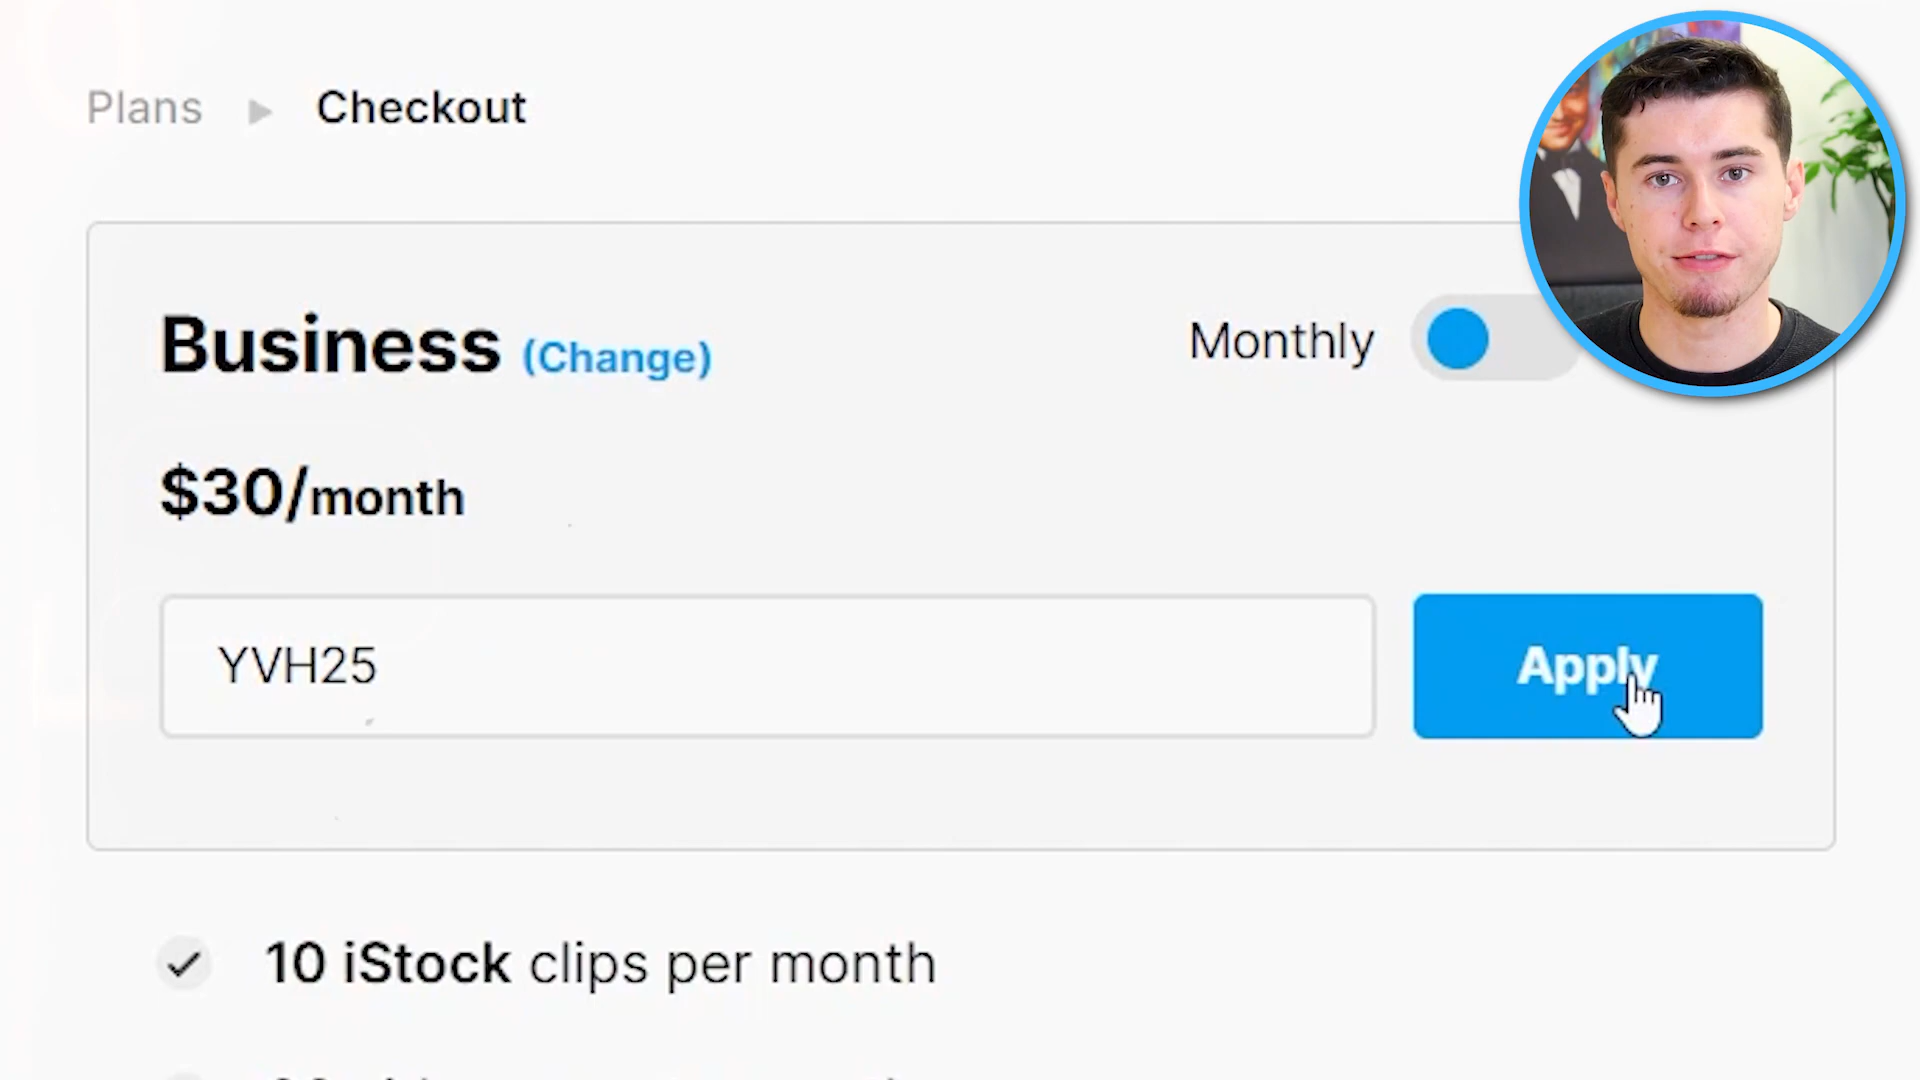 Plans ▶ Checkout
Business (Change)
Monthly
$30/month
YVH25
Apply
10 iStock clips per month